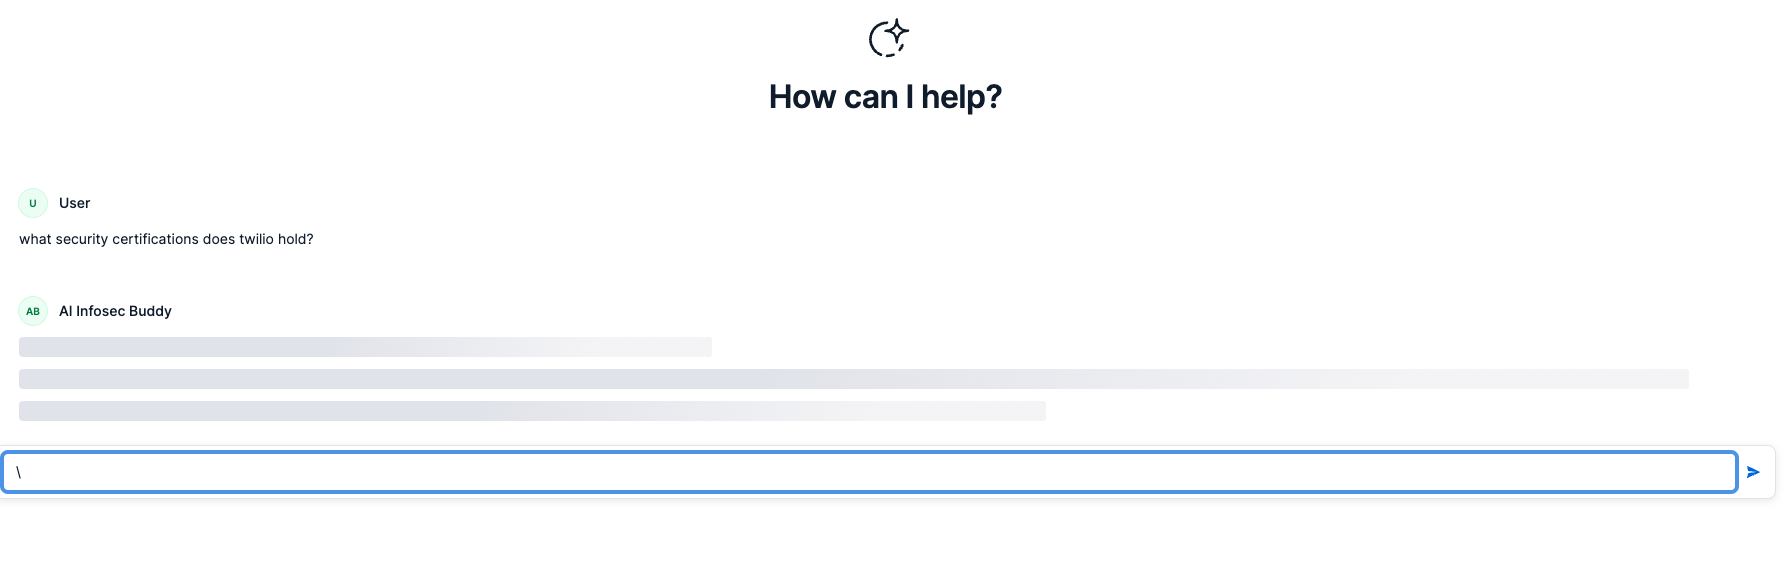 How can I help?
U
User
what security certifications does twilio hold?
AB
AI Infosec Buddy
\